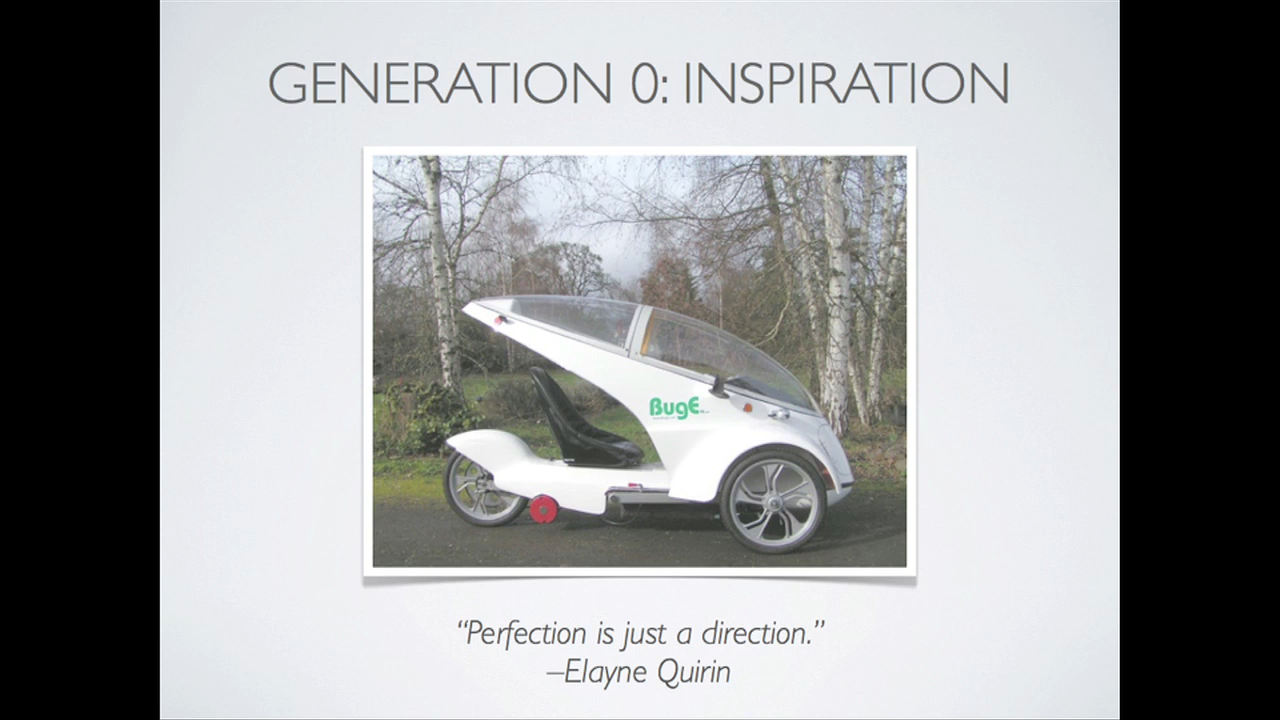 GENERATION 0: INSPIRATION
BugE
“Perfection is just a direction.”
–Elayne Quirin